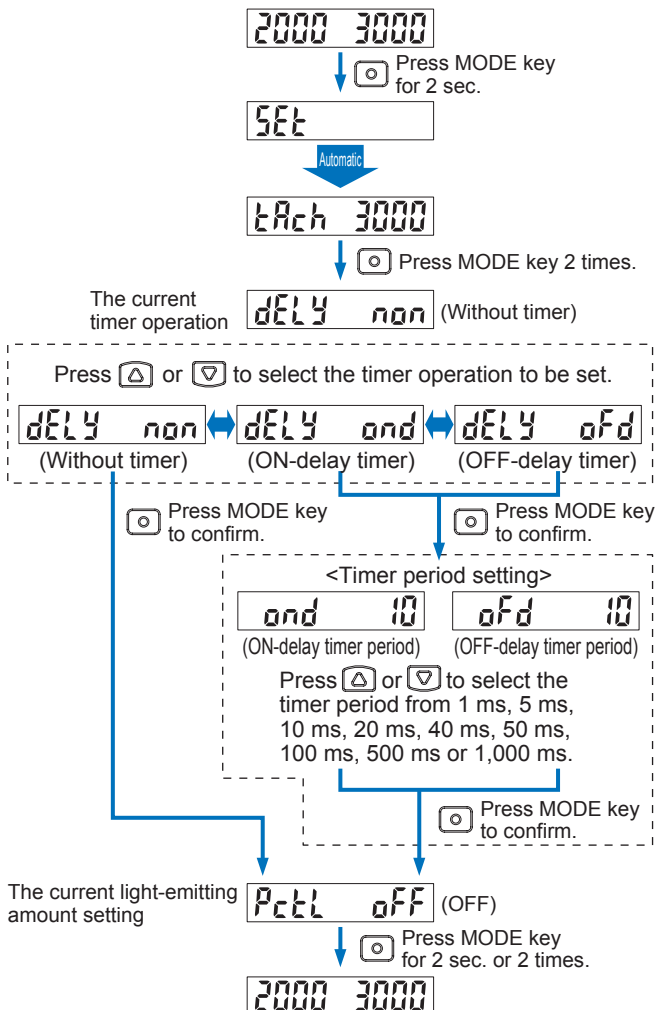 2000 3000
Press MODE key
for 2 sec.
SEt
Automatic
tAch 3000
Press MODE key 2 times.
The current
timer operation
dELY non (Without timer)
Press or to select the timer operation to be set.
dELY non dELY ond dELY oFd
(Without timer) (ON-delay timer) (OFF-delay timer)
Press MODE key
to confirm.
Press MODE key
to confirm.
<Timer period setting>
ond 10 oFd 10
(ON-delay timer period) (OFF-delay timer period)
Press or to select the
timer period from 1 ms, 5 ms,
10 ms, 20 ms, 40 ms, 50 ms,
100 ms, 500 ms or 1,000 ms.
Press MODE key
to confirm.
The current light-emitting
amount setting
PctL oFF (OFF)
Press MODE key
for 2 sec. or 2 times.
2000 3000